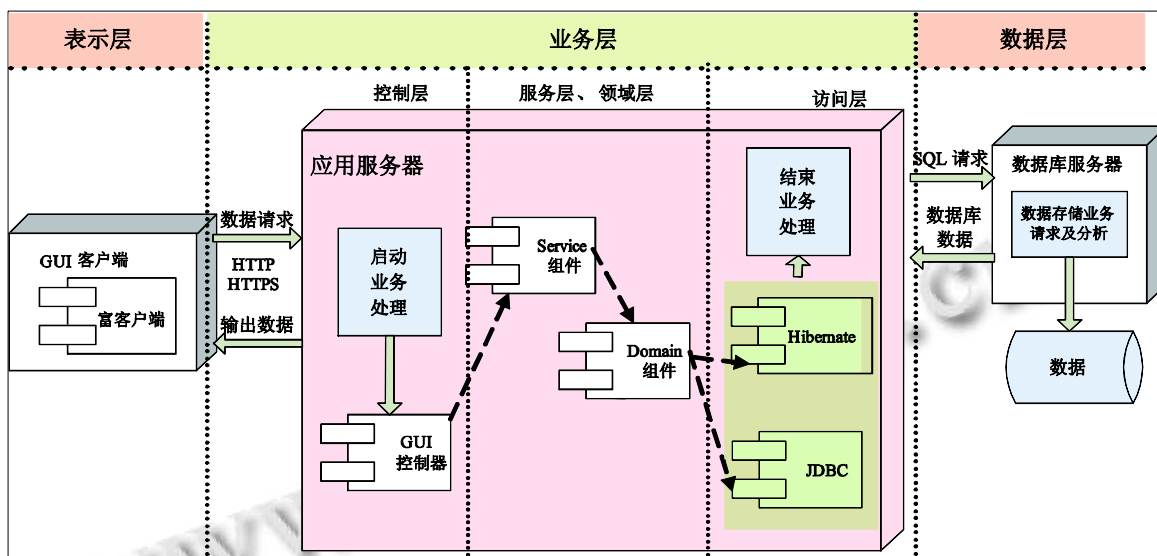 表示层
业务层
数据层
控制层
服务层、领域层
访问层
应用服务器
GUI 客户端
富客户端
数据请求
HTTP
HTTPS
输出数据
启动
业务
处理
GUI
控制器
Service
组件
Domain
组件
结束
业务
处理
Hibernate
JDBC
SQL 请求
数据库
数据
数据库服务器
数据存储业务
请求及分析
数据